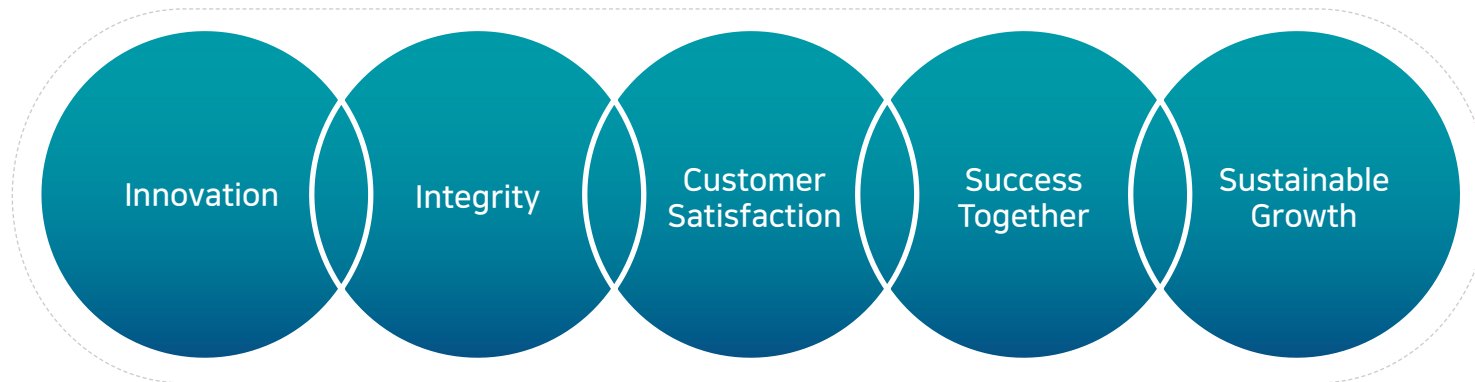 Innovation
Integrity
Customer
Satisfaction
Success
Together
Sustainable
Growth